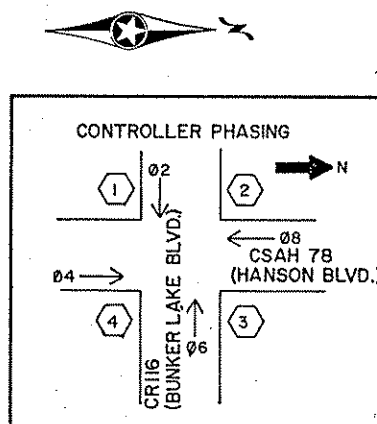 N
CONTROLLER PHASING
1
Ø2
2
N
Ø8
CSAH 78
(HANSON BLVD.)
Ø4
4
Ø6
3
CR116
(BUNKER LAKE BLVD.)